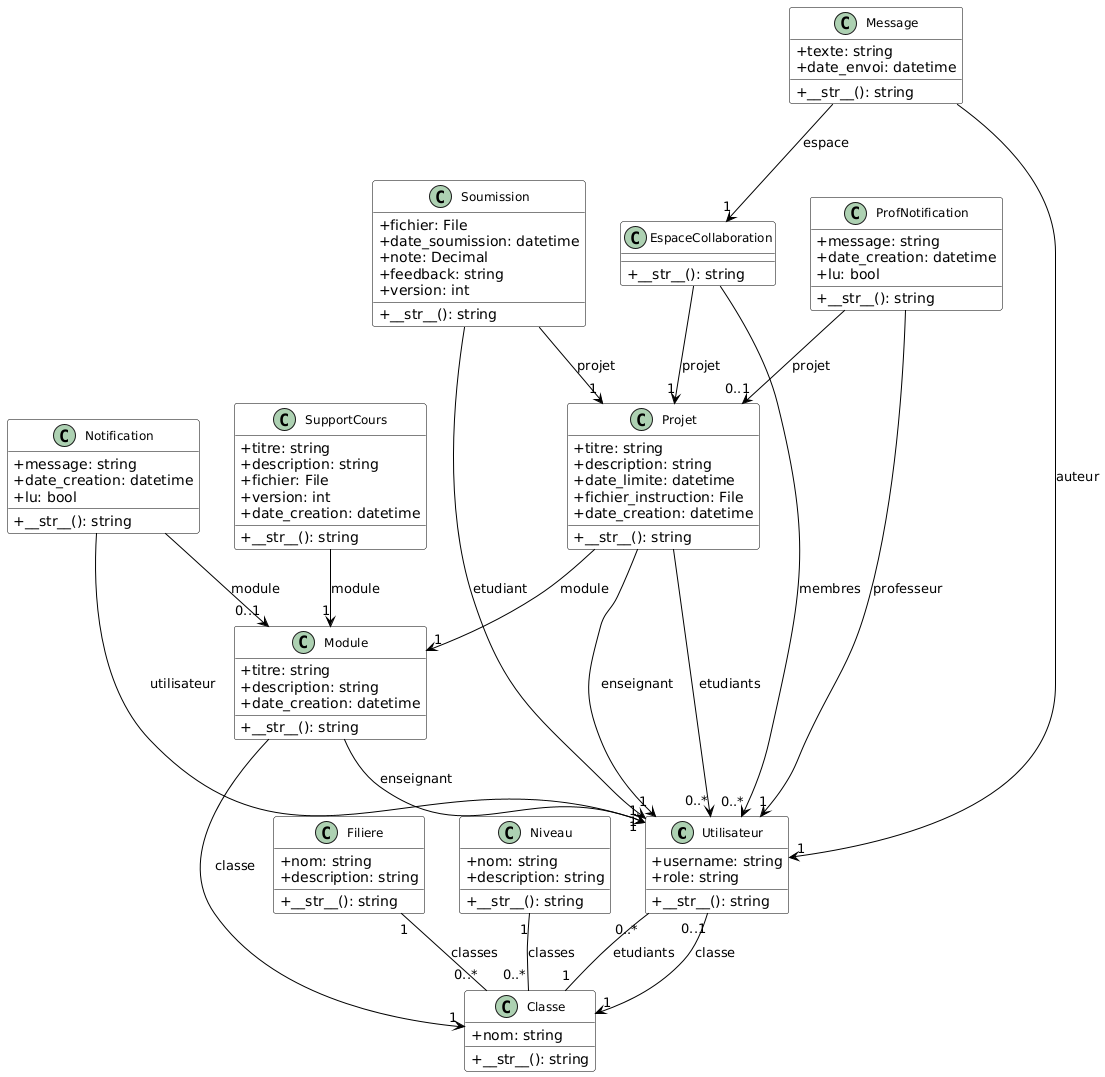 C Message
+texte: string
+date_envoi: datetime
+__str__(): string
espace
1
C Soumission
+fichier: File
+date_soumission: datetime
+note: Decimal
+feedback: string
+version: int
+__str__(): string
C EspaceCollaboration
+__str__(): string
C ProfNotification
+message: string
+date_creation: datetime
+lu: bool
+__str__(): string
projet
1
projet
1
projet
0..1
auteur
C Notification
+message: string
+date_creation: datetime
+lu: bool
+__str__(): string
C SupportCours
+titre: string
+description: string
+fichier: File
+version: int
+date_creation: datetime
+__str__(): string
C Projet
+titre: string
+description: string
+date_limite: datetime
+fichier_instruction: File
+date_creation: datetime
+__str__(): string
module
0..1
module
1
etudiant
module
1
membres
professeur
C Module
+titre: string
+description: string
+date_creation: datetime
+__str__(): string
utilisateur
enseignant
etudiants
enseignant
1
1
1
1
0..*
0..*
1
1
classe
C Filiere
+nom: string
+description: string
+__str__(): string
C Niveau
+nom: string
+description: string
+__str__(): string
C Utilisateur
+username: string
+role: string
+__str__(): string
1
classes
0..*
1
classes
0..*
0..*
etudiants
1
0..1
classe
1
1
C Classe
+nom: string
+__str__(): string